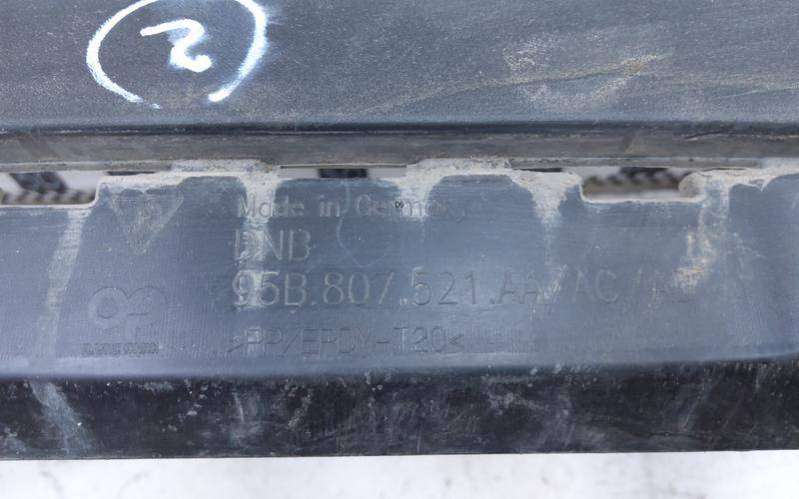 2
Made in Germany
DNB
95B.807.521.AA/AC/
>PP/EPDM-T20<